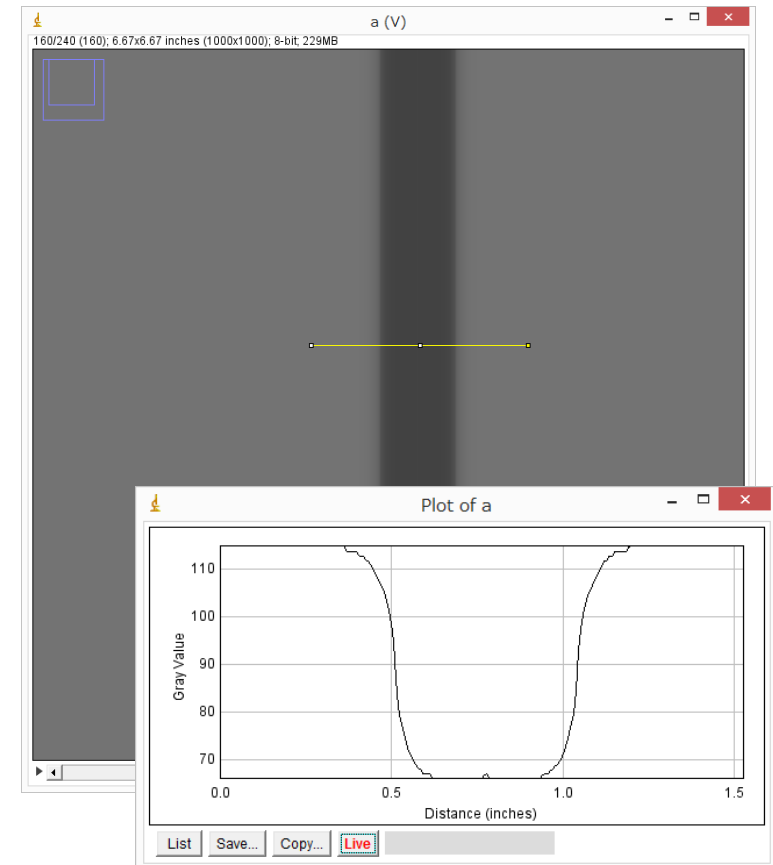 a (V)
160/240 (160); 6.67x6.67 inches (1000x1000); 8-bit; 229MB
Plot of a
110
100
90
80
70
Gray Value
0.0 0.5 1.0 1.5
Distance (inches)
List Save... Copy... Live